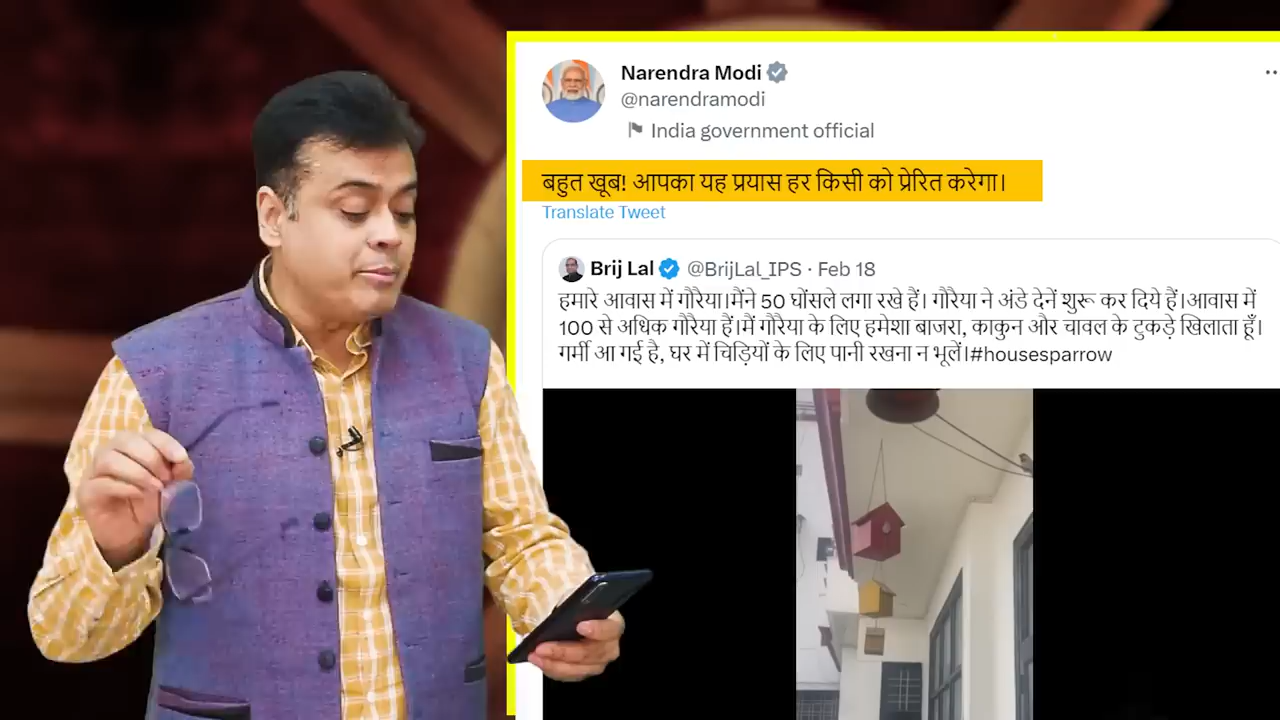 Narendra Modi
@narendramodi
India government official
बहुत खूब! आपका यह प्रयास हर किसी को प्रेरित करेगा।
Translate Tweet
Brij Lal @BrijLal_IPS · Feb 18
हमारे आवास में गौरैया।मैंने 50 घोंसले लगा रखे हैं। गौरैया ने अंडे देनें शुरू कर दिये हैं।आवास में
100 से अधिक गौरैया हैं।मैं गौरैया के लिए हमेशा बाजरा, काकुन और चावल के टुकड़े खिलाता हूँ।
गर्मी आ गई है, घर में चिड़ियों के लिए पानी रखना न भूलें।#housesparrow